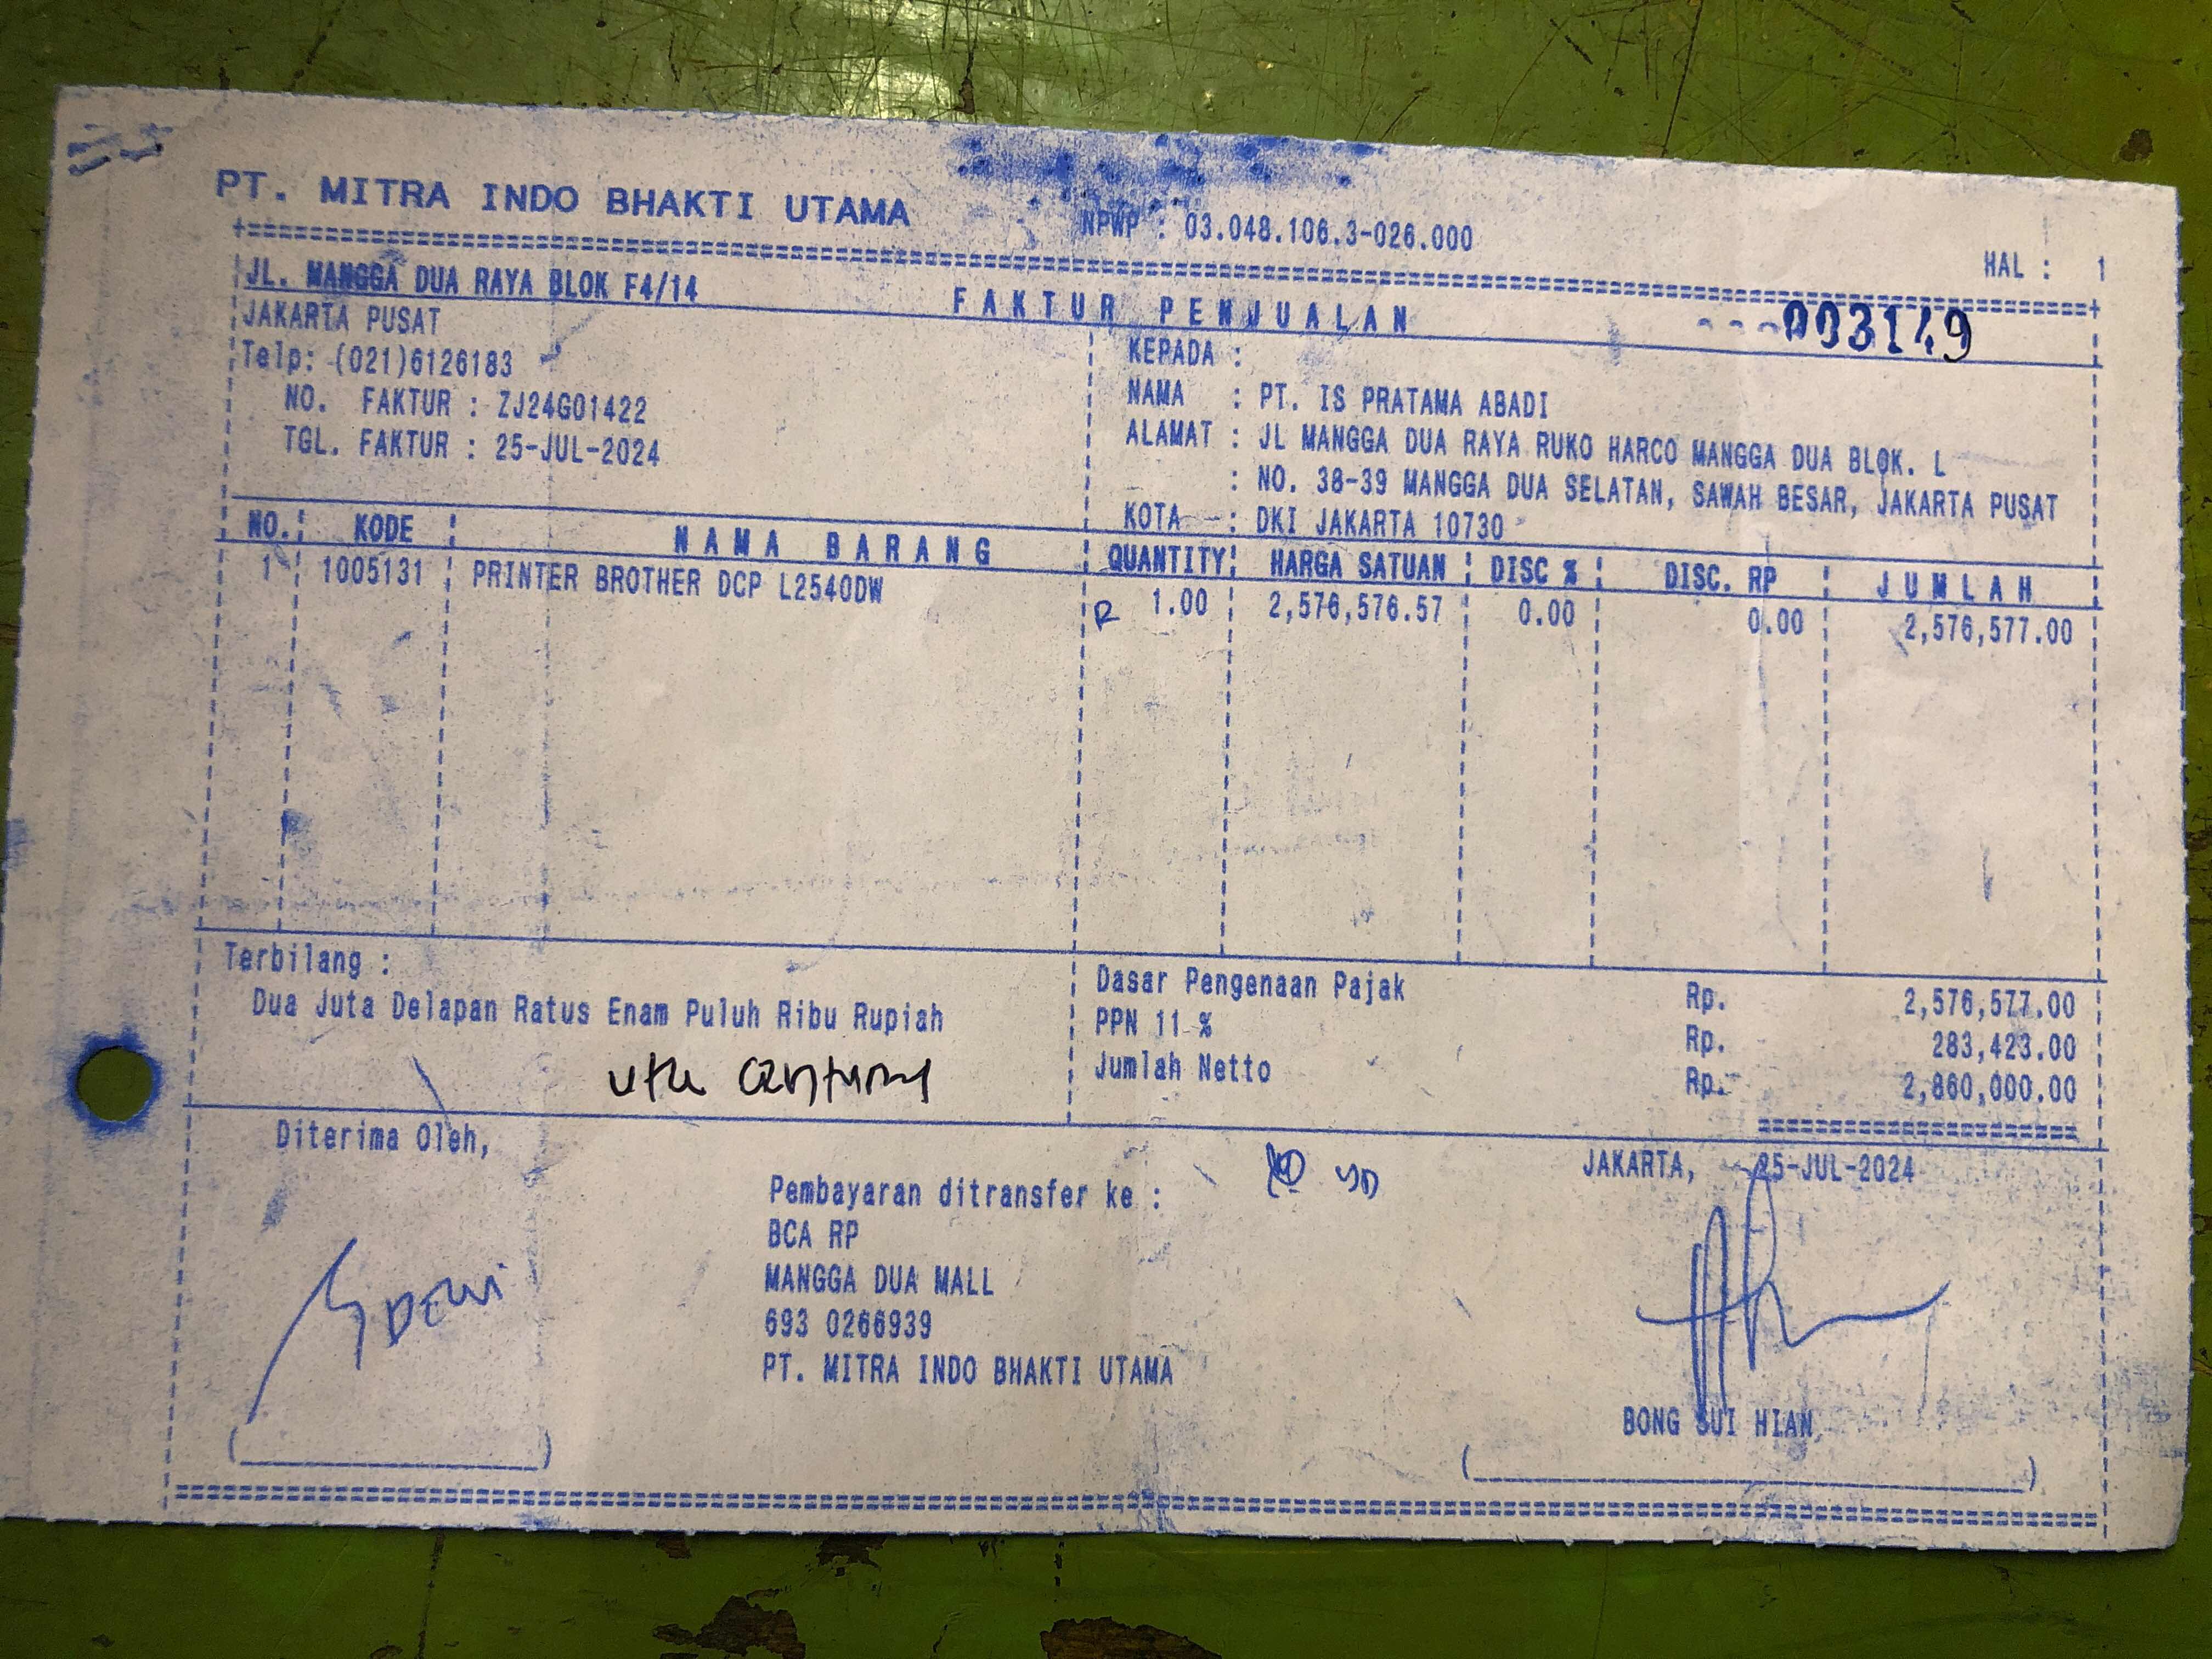 PT. MITRA INDO BHAKTI UTAMA
NPWP : 03.048.106.3-026.000
HAL : 1
JL. MANGGA DUA RAYA BLOK F4/14
FAKTUR PENJUALAN
003149
JAKARTA PUSAT
Telp: (021)6126183
NO. FAKTUR : ZJ24G01422
TGL. FAKTUR : 25-JUL-2024
KEPADA :
NAMA : PT. IS PRATAMA ABADI
ALAMAT : JL MANGGA DUA RAYA RUKO HARCO MANGGA DUA BLOK. L
: NO. 38-39 MANGGA DUA SELATAN, SAWAH BESAR, JAKARTA PUSAT
KOTA : DKI JAKARTA 10730
NO. KODE NAMA BARANG QUANTITY HARGA SATUAN DISC % DISC. RP JUMLAH
1 1005131 PRINTER BROTHER DCP L2540DW R 1.00 2,576,576.57 0.00 0.00 2,576,577.00
Terbilang :
Dua Juta Delapan Ratus Enam Puluh Ribu Rupiah
Dasar Pengenaan Pajak Rp. 2,576,577.00
PPN 11 % Rp. 283,423.00
Jumlah Netto Rp. 2,860,000.00
Diterima Oleh,
DEWI
Pembayaran ditransfer ke :
BCA RP
MANGGA DUA MALL
693 0266939
PT. MITRA INDO BHAKTI UTAMA
JAKARTA, 25-JUL-2024
BONG SUI HIAN